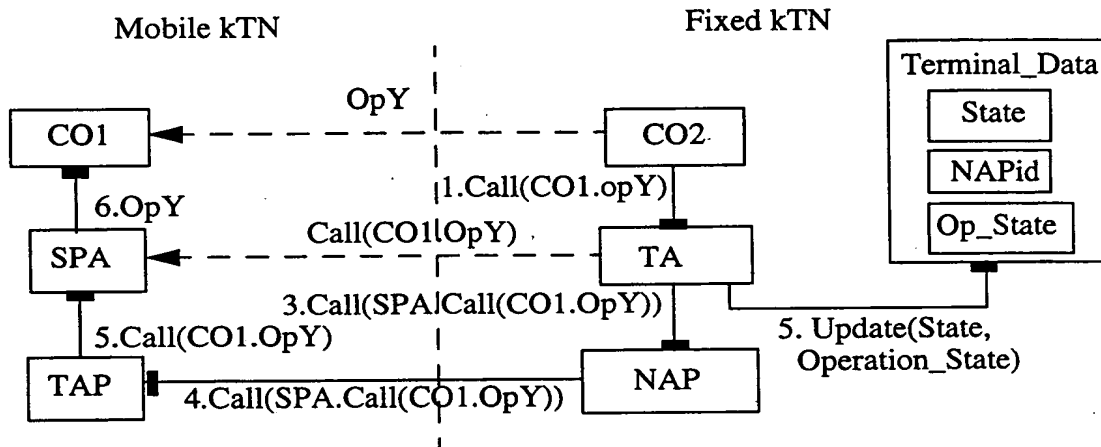 Mobile kTN
Fixed kTN
Terminal_Data
State
NAPid
Op_State
OpY
CO1
CO2
1.Call(CO1.opY)
6.OpY
Call(CO1.OpY)
SPA
TA
3.Call(SPA.Call(CO1.OpY))
5.Call(CO1.OpY)
5. Update(State,
Operation_State)
TAP
NAP
4.Call(SPA.Call(CO1.OpY))